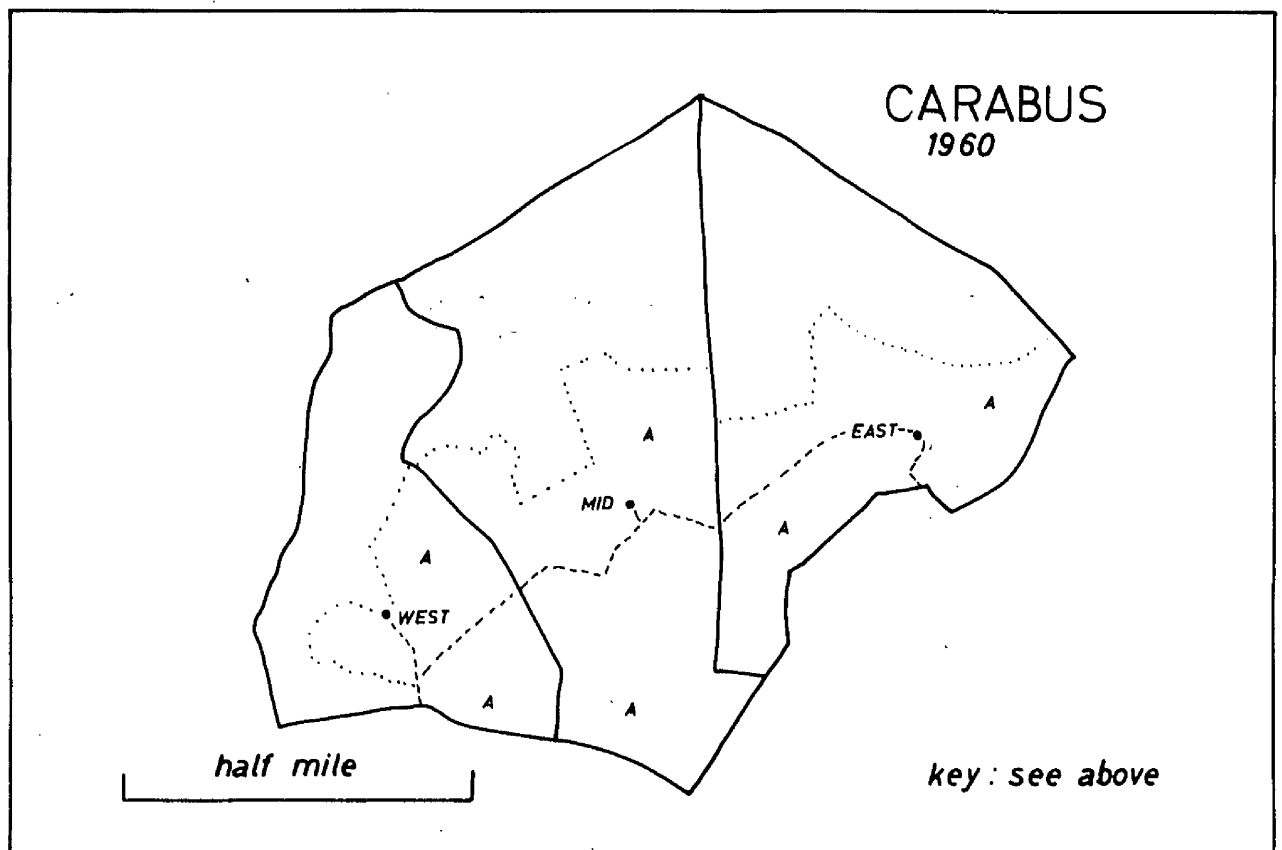 CARABUS
1960
A
EAST
A
MID
A
A
WEST
A
A
half mile
key : see above